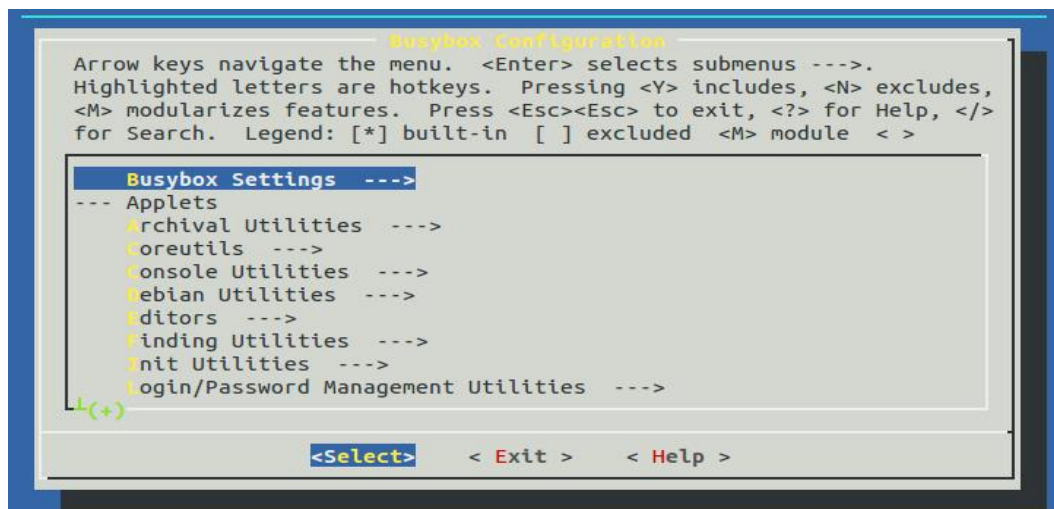 Busybox Configuration
Arrow keys navigate the menu.  <Enter> selects submenus --->.
Highlighted letters are hotkeys.  Pressing <Y> includes, <N> excludes,
<M> modularizes features.  Press <Esc><Esc> to exit, <?> for Help, </>
for Search.  Legend: [*] built-in  [ ] excluded  <M> module  < >
Busybox Settings  --->
--- Applets
Archival Utilities  --->
Coreutils  --->
Console Utilities  --->
Debian Utilities  --->
Editors  --->
Finding Utilities  --->
Init Utilities  --->
Login/Password Management Utilities  --->
(+)
<Select>    < Exit >    < Help >